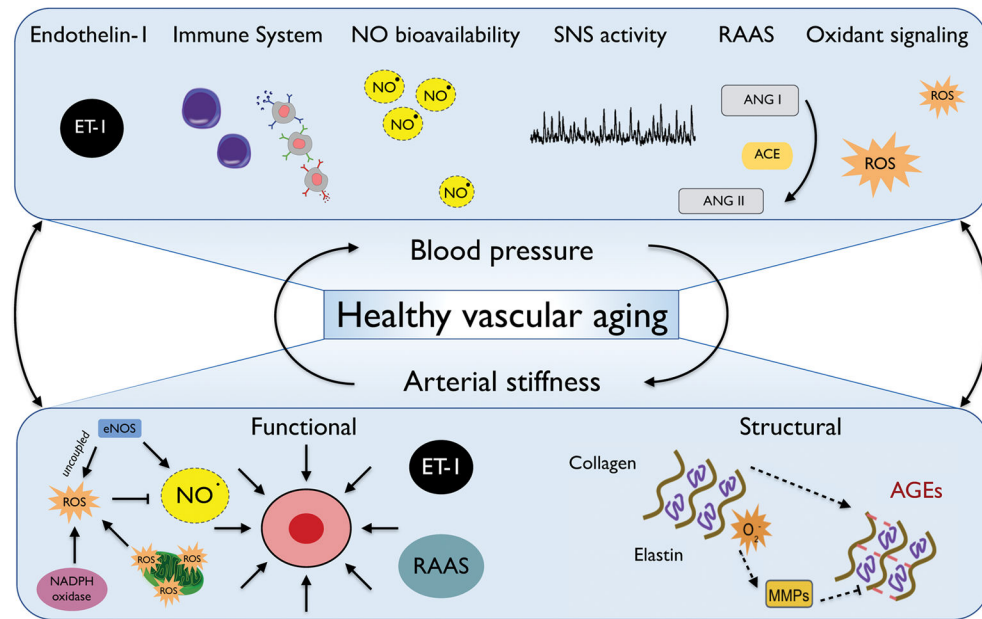 Endothelin-1
Immune System
NO bioavailability
SNS activity
RAAS
Oxidant signaling
ET-1
NO•
NO•
NO•
NO•
ANG I
ACE
ANG II
ROS
ROS
Blood pressure
Healthy vascular aging
Arterial stiffness
Functional
Structural
eNOS
uncoupled
ROS
NO•
NADPH
oxidase
ROS
ROS
ROS
ET-1
RAAS
Collagen
Elastin
O₂•-
MMPs
AGEs